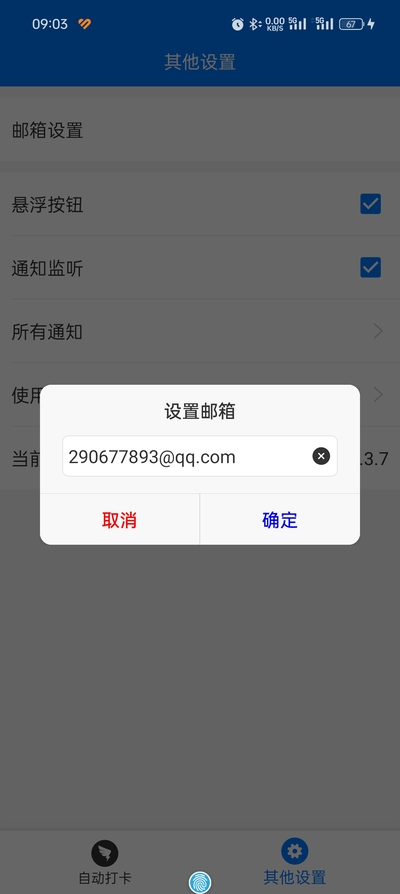 09:03
0.00
KB/S
5G
5G
67
其他设置
邮箱设置
悬浮按钮
通知监听
所有通知
使用
当前
.3.7
设置邮箱
290677893@qq.com
取消
确定
自动打卡
其他设置